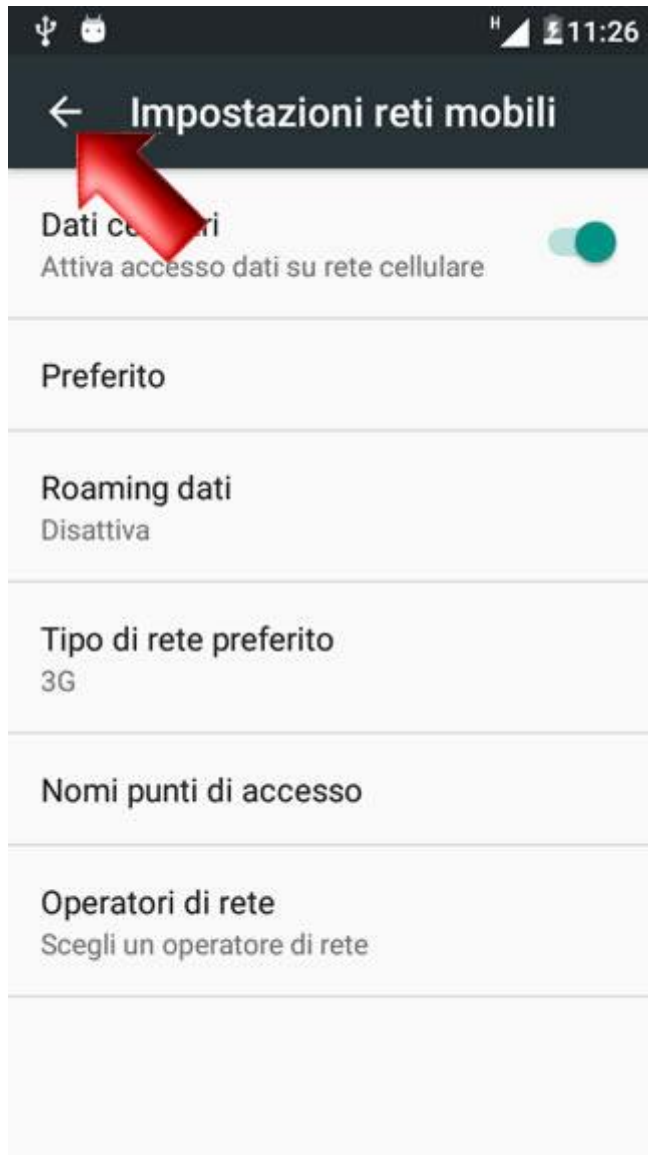 H 11:26
Impostazioni reti mobili
Dati
Attiva accesso dati su rete cellulare
Preferito
Roaming dati
Disattiva
Tipo di rete preferito
3G
Nomi punti di accesso
Operatori di rete
Scegli un operatore di rete